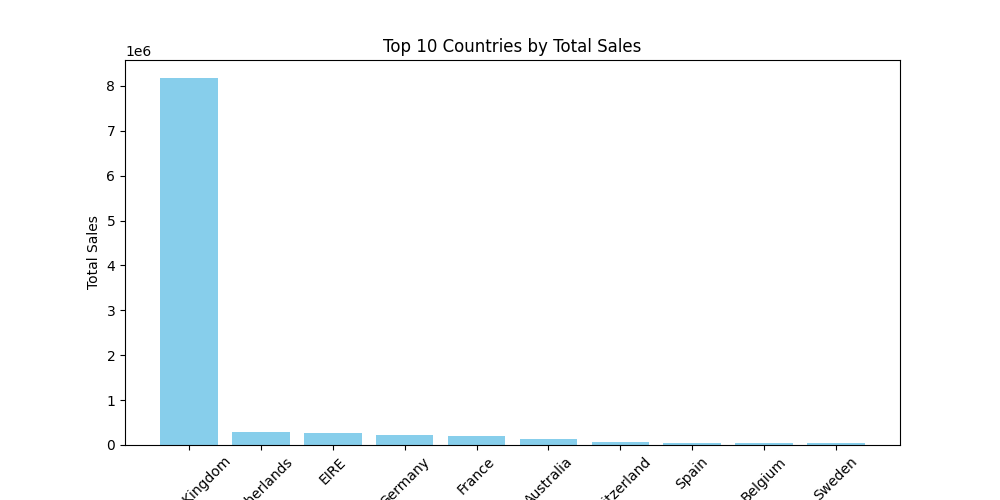 Top 10 Countries by Total Sales
1e6
8
7
6
5
4
3
2
1
0
Total Sales
Kingdom
herlands
EIRE
Germany
France
Australia
itzerland
Spain
Belgium
Sweden